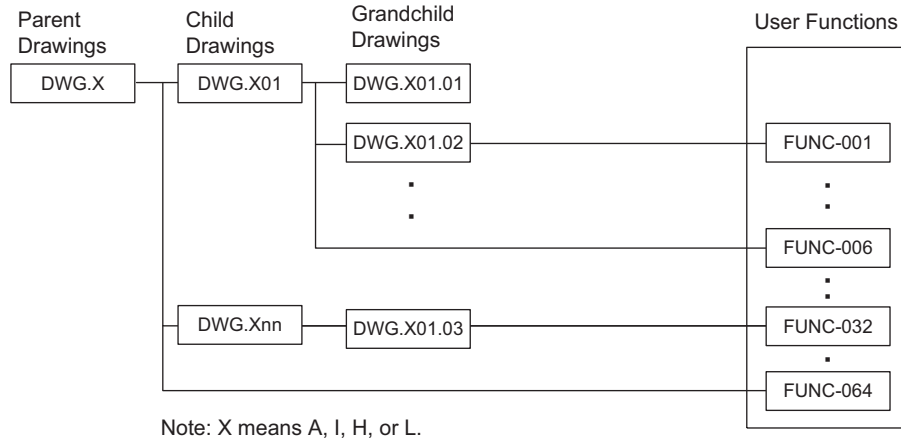 Parent
Drawings
Child
Drawings
Grandchild
Drawings
User Functions
DWG.X
DWG.X01
DWG.X01.01
DWG.X01.02
FUNC-001
FUNC-006
DWG.Xnn
DWG.X01.03
FUNC-032
FUNC-064
Note: X means A, I, H, or L.